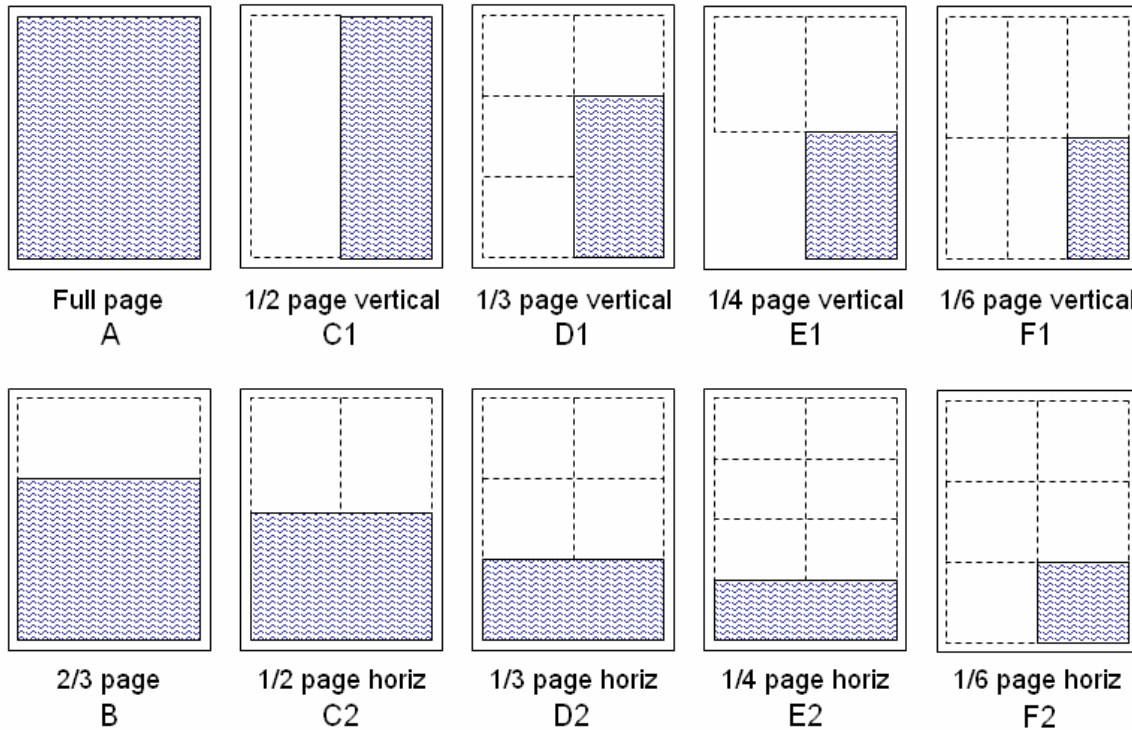 Full page
A
1/2 page vertical
C1
1/3 page vertical
D1
1/4 page vertical
E1
1/6 page vertical
F1
2/3 page
B
1/2 page horiz
C2
1/3 page horiz
D2
1/4 page horiz
E2
1/6 page horiz
F2